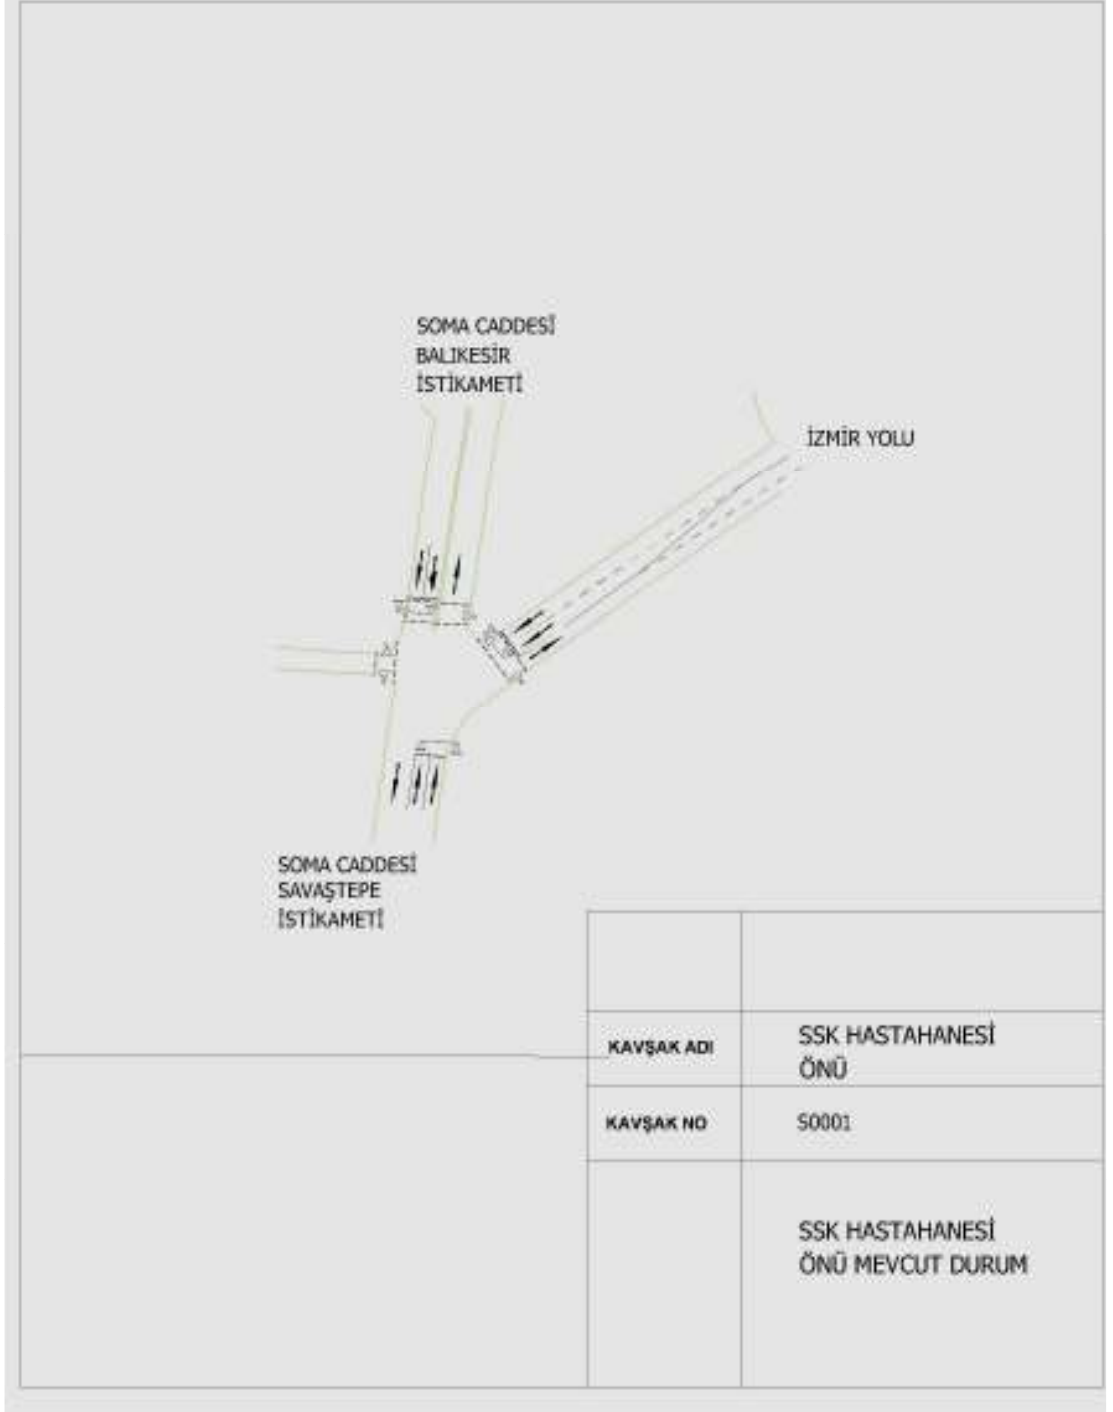 SOMA CADDESİ
BALIKESİR
İSTİKAMETİ
İZMİR YOLU
SOMA CADDESİ
SAVAŞTEPE
İSTİKAMETİ
KAVŞAK ADI
SSK HASTAHANESİ
ÖNÜ
KAVŞAK NO
S0001
SSK HASTAHANESİ
ÖNÜ MEVCUT DURUM